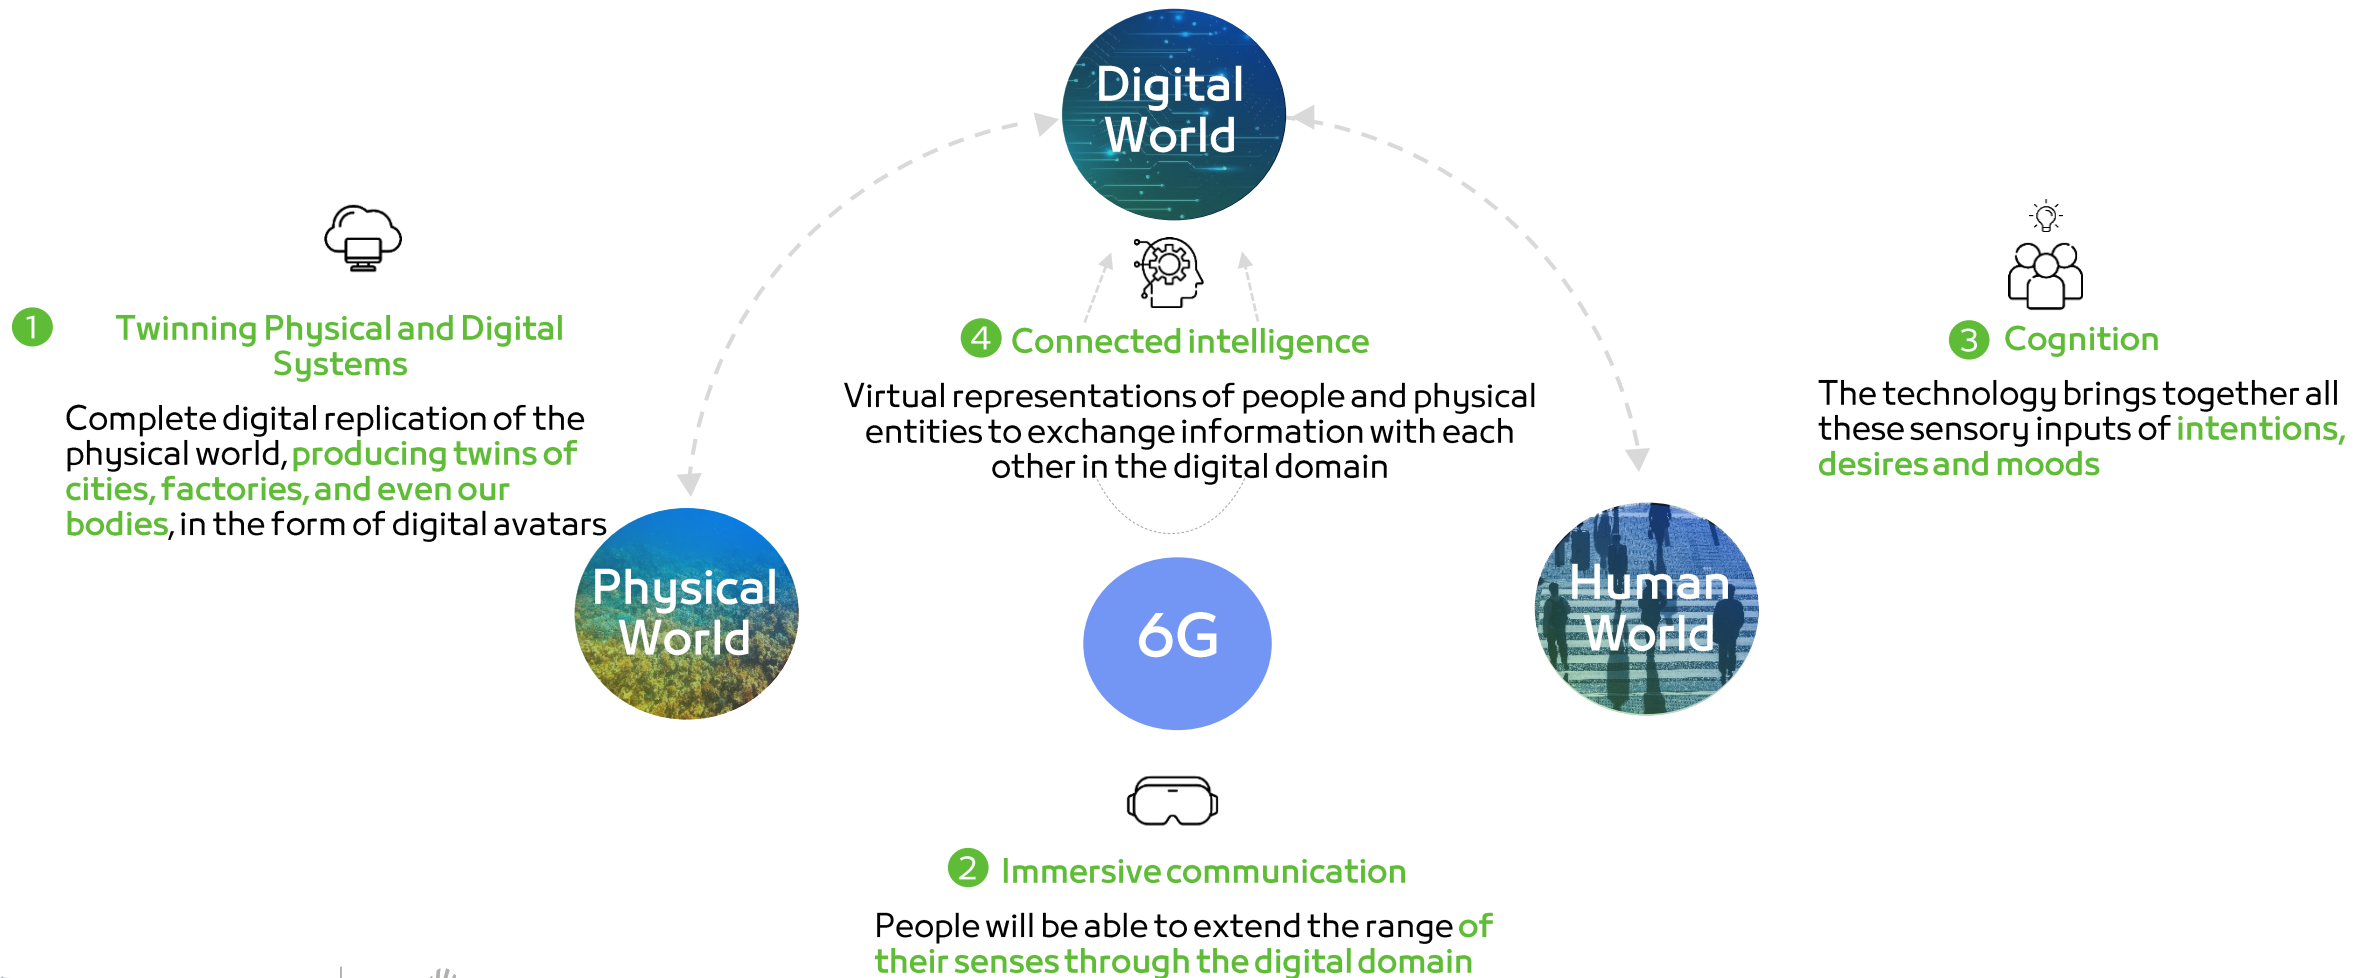 Digital
World
1
Twinning Physical and Digital
Systems
Complete digital replication of the
physical world, producing twins of
cities, factories, and even our
bodies, in the form of digital avatars
4 Connected intelligence
Virtual representations of people and physical
entities to exchange information with each
other in the digital domain
3 Cognition
The technology brings together all
these sensory inputs of intentions,
desires and moods
Physical
World
6G
Human
World
2 Immersive communication
People will be able to extend the range of
their senses through the digital domain